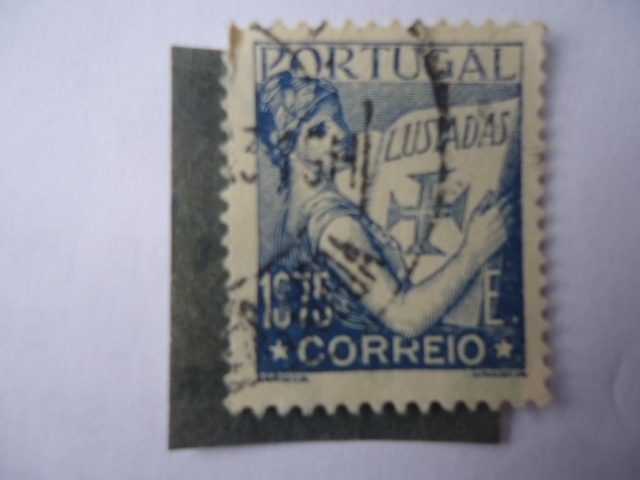 PORTUGAL
LUSIADAS
1$75 E.
★ CORREIO ★